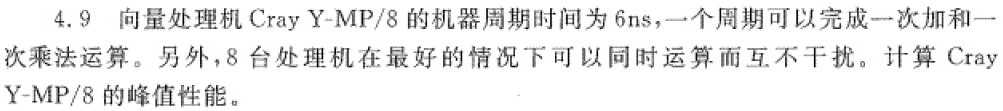 4.9 向量处理机 Cray Y-MP/8 的机器周期时间为 6ns,一个周期可以完成一次加和一
次乘法运算。另外,8 台处理机在最好的情况下可以同时运算而互不干扰。计算 Cray
Y-MP/8 的峰值性能。